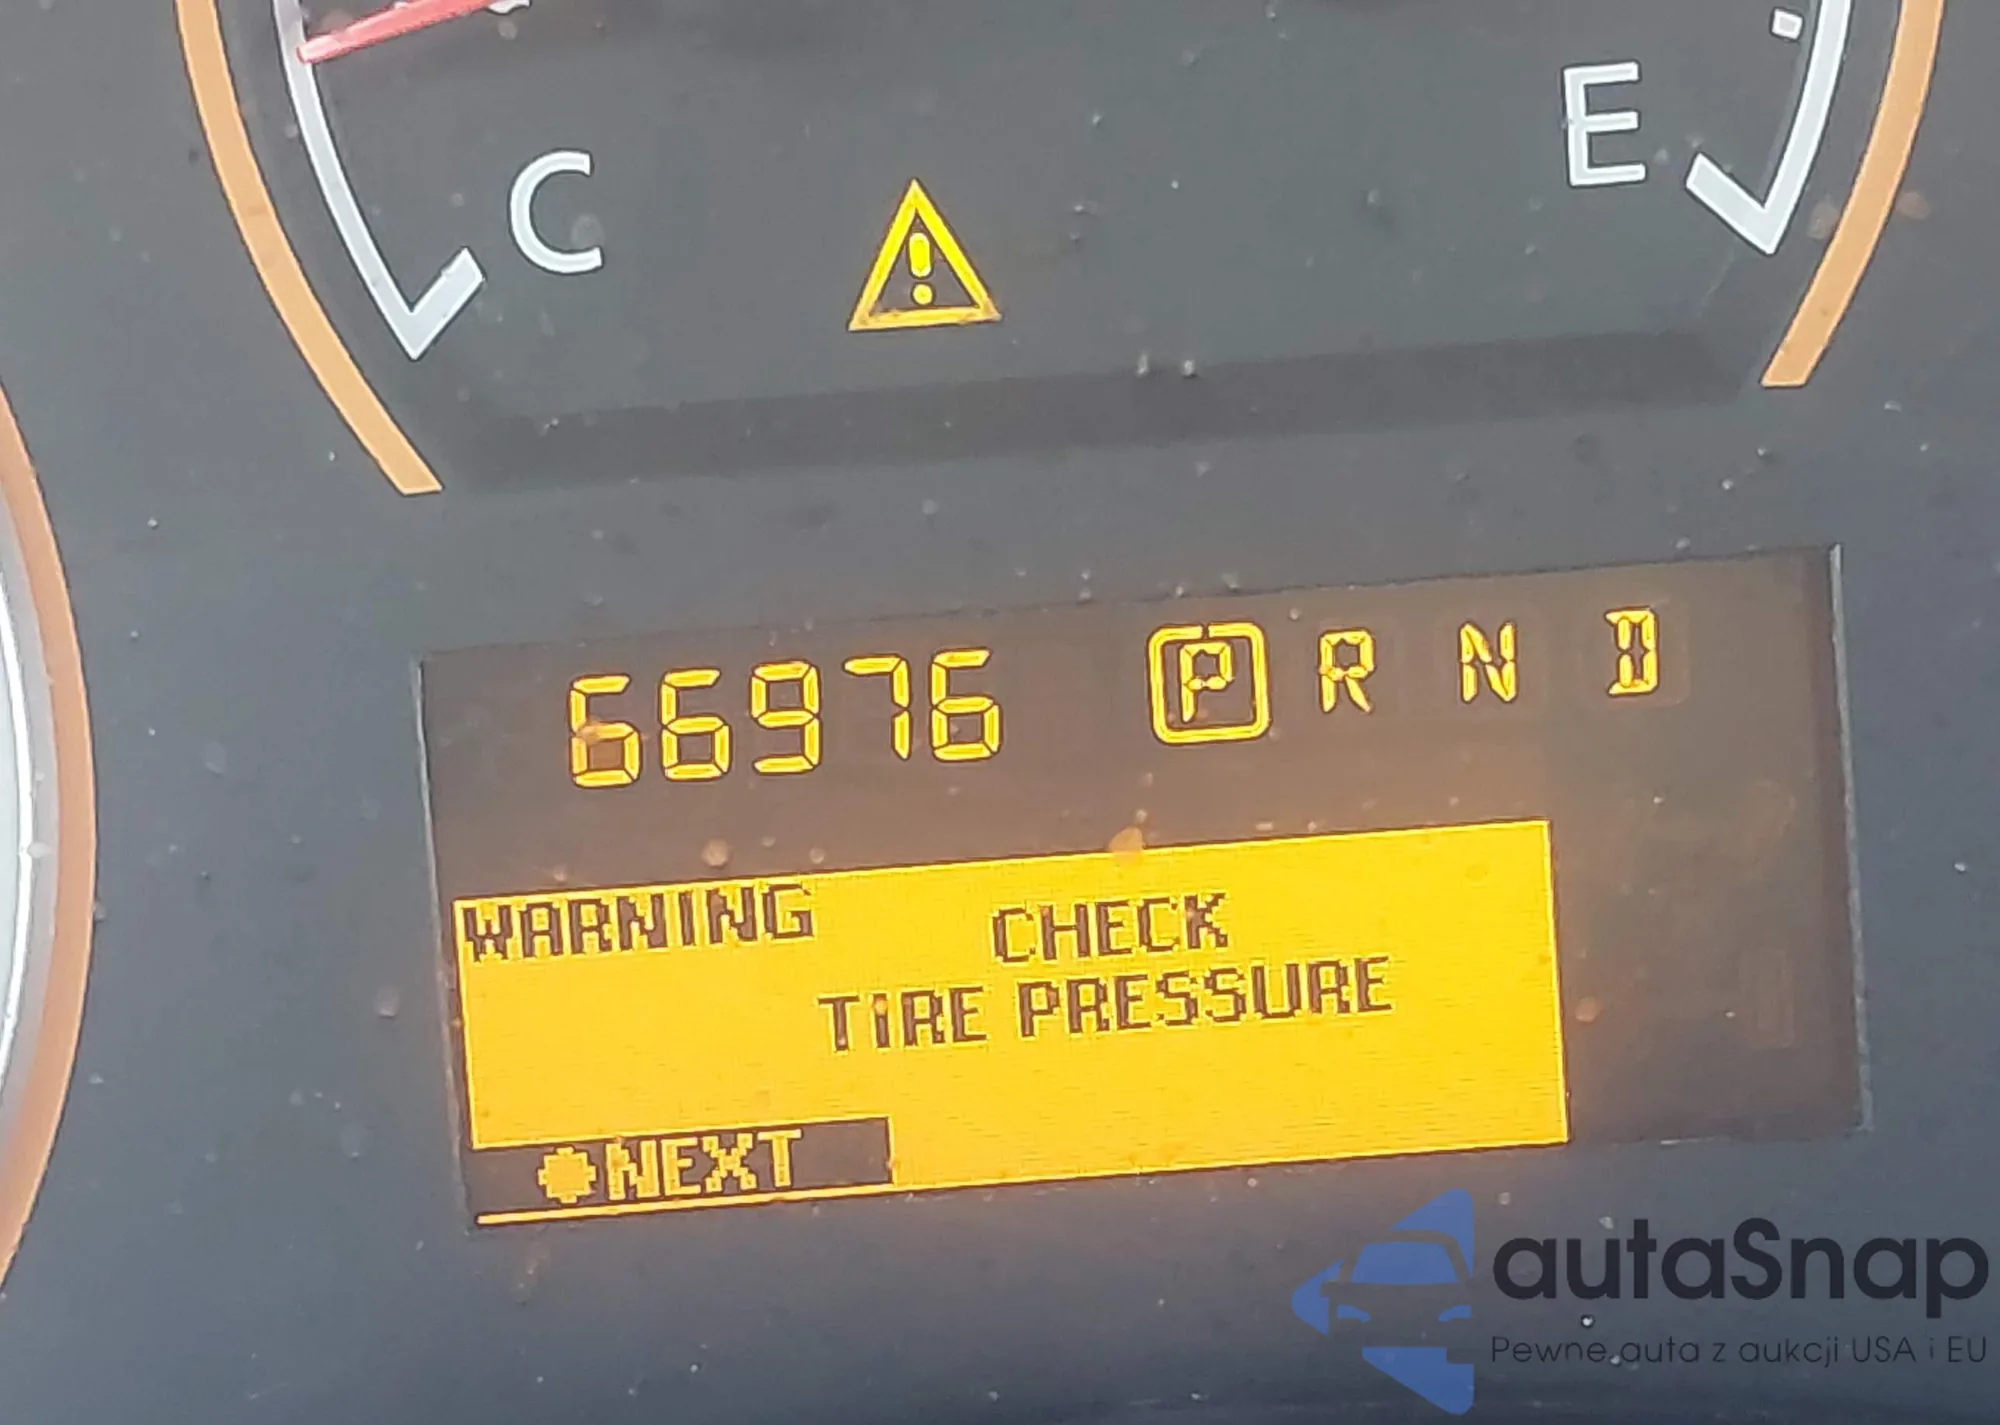 C
E
66976 P R N D
WARNING CHECK
TIRE PRESSURE
NEXT
autaSnap
Pewne auta z aukcji USA i EU